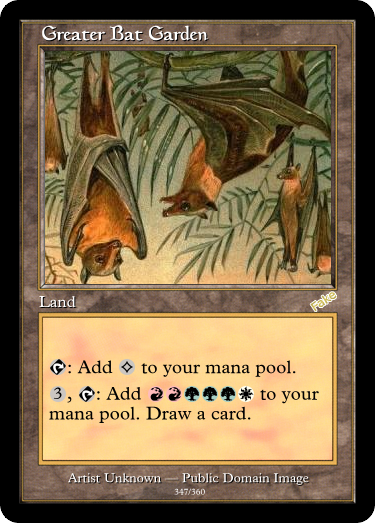 Greater Bat Garden
Land
Fake
: Add to your mana pool.
3, : Add to your
mana pool. Draw a card.
Artist Unknown — Public Domain Image
347/360